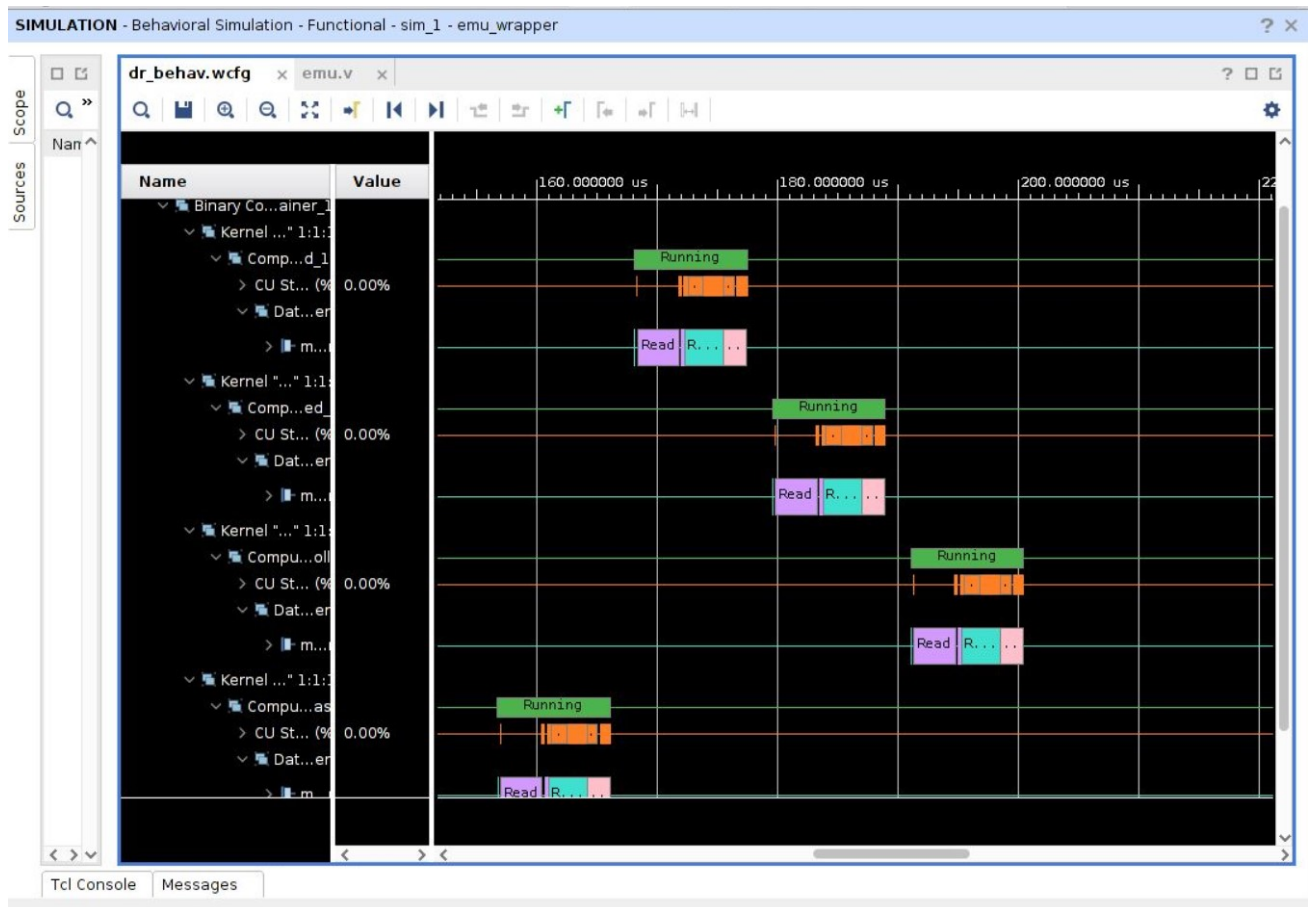 SIMULATION - Behavioral Simulation - Functional - sim_1 - emu_wrapper
Scope
Sources
Nam
dr_behav.wcfg emu.v
Name Value
160.000000 us 180.000000 us 200.000000 us 22
Binary Co...ainer_1
Kernel ..." 1:1:1
Comp...d_1
Running
CU St... (% 0.00%
Dat...er
m...
Read R... ..
Kernel "..." 1:1:
Comp...ed_
Running
CU St... (% 0.00%
Dat...er
m...
Read R... ..
Kernel "..." 1:1:
Compu...oll
Running
CU St... (% 0.00%
Dat...er
m...
Read R... ..
Kernel ..." 1:1:1
Compu...as
Running
CU St... (% 0.00%
Dat...er
m
Read R... ..
Tcl Console Messages